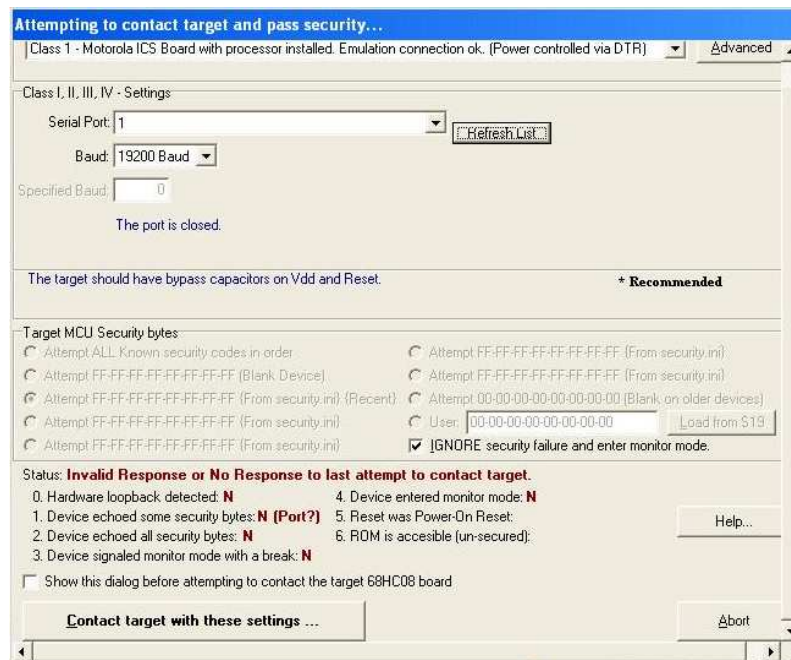 Attempting to contact target and pass security...
Class 1 - Motorola ICS Board with processor installed. Emulation connection ok. (Power controlled via DTR)
Advanced
Class I, II, III, IV - Settings
Serial Port: 1
Refresh List
Baud: 19200 Baud
Specified Baud: 0
The port is closed.
The target should have bypass capacitors on Vdd and Reset.
* Recommended
Target MCU Security bytes
Attempt ALL Known security codes in order
Attempt FF-FF-FF-FF-FF-FF-FF-FF (From security.ini)
Attempt FF-FF-FF-FF-FF-FF-FF-FF (Blank Device)
Attempt FF-FF-FF-FF-FF-FF-FF-FF (From security.ini)
Attempt FF-FF-FF-FF-FF-FF-FF-FF (From security.ini) (Recent)
Attempt 00-00-00-00-00-00-00-00 (Blank on older devices)
Attempt FF-FF-FF-FF-FF-FF-FF-FF (From security.ini)
User: 00-00-00-00-00-00-00-00
Load from S19
Attempt FF-FF-FF-FF-FF-FF-FF-FF (From security.ini)
IGNORE security failure and enter monitor mode.
Status: Invalid Response or No Response to last attempt to contact target.
0. Hardware loopback detected: N
4. Device entered monitor mode: N
1. Device echoed some security bytes: N (Port?)
5. Reset was Power-On Reset:
Help...
2. Device echoed all security bytes: N
6. ROM is accesible (un-secured):
3. Device signaled monitor mode with a break: N
Show this dialog before attempting to contact the target 68HC08 board
Contact target with these settings ...
Abort